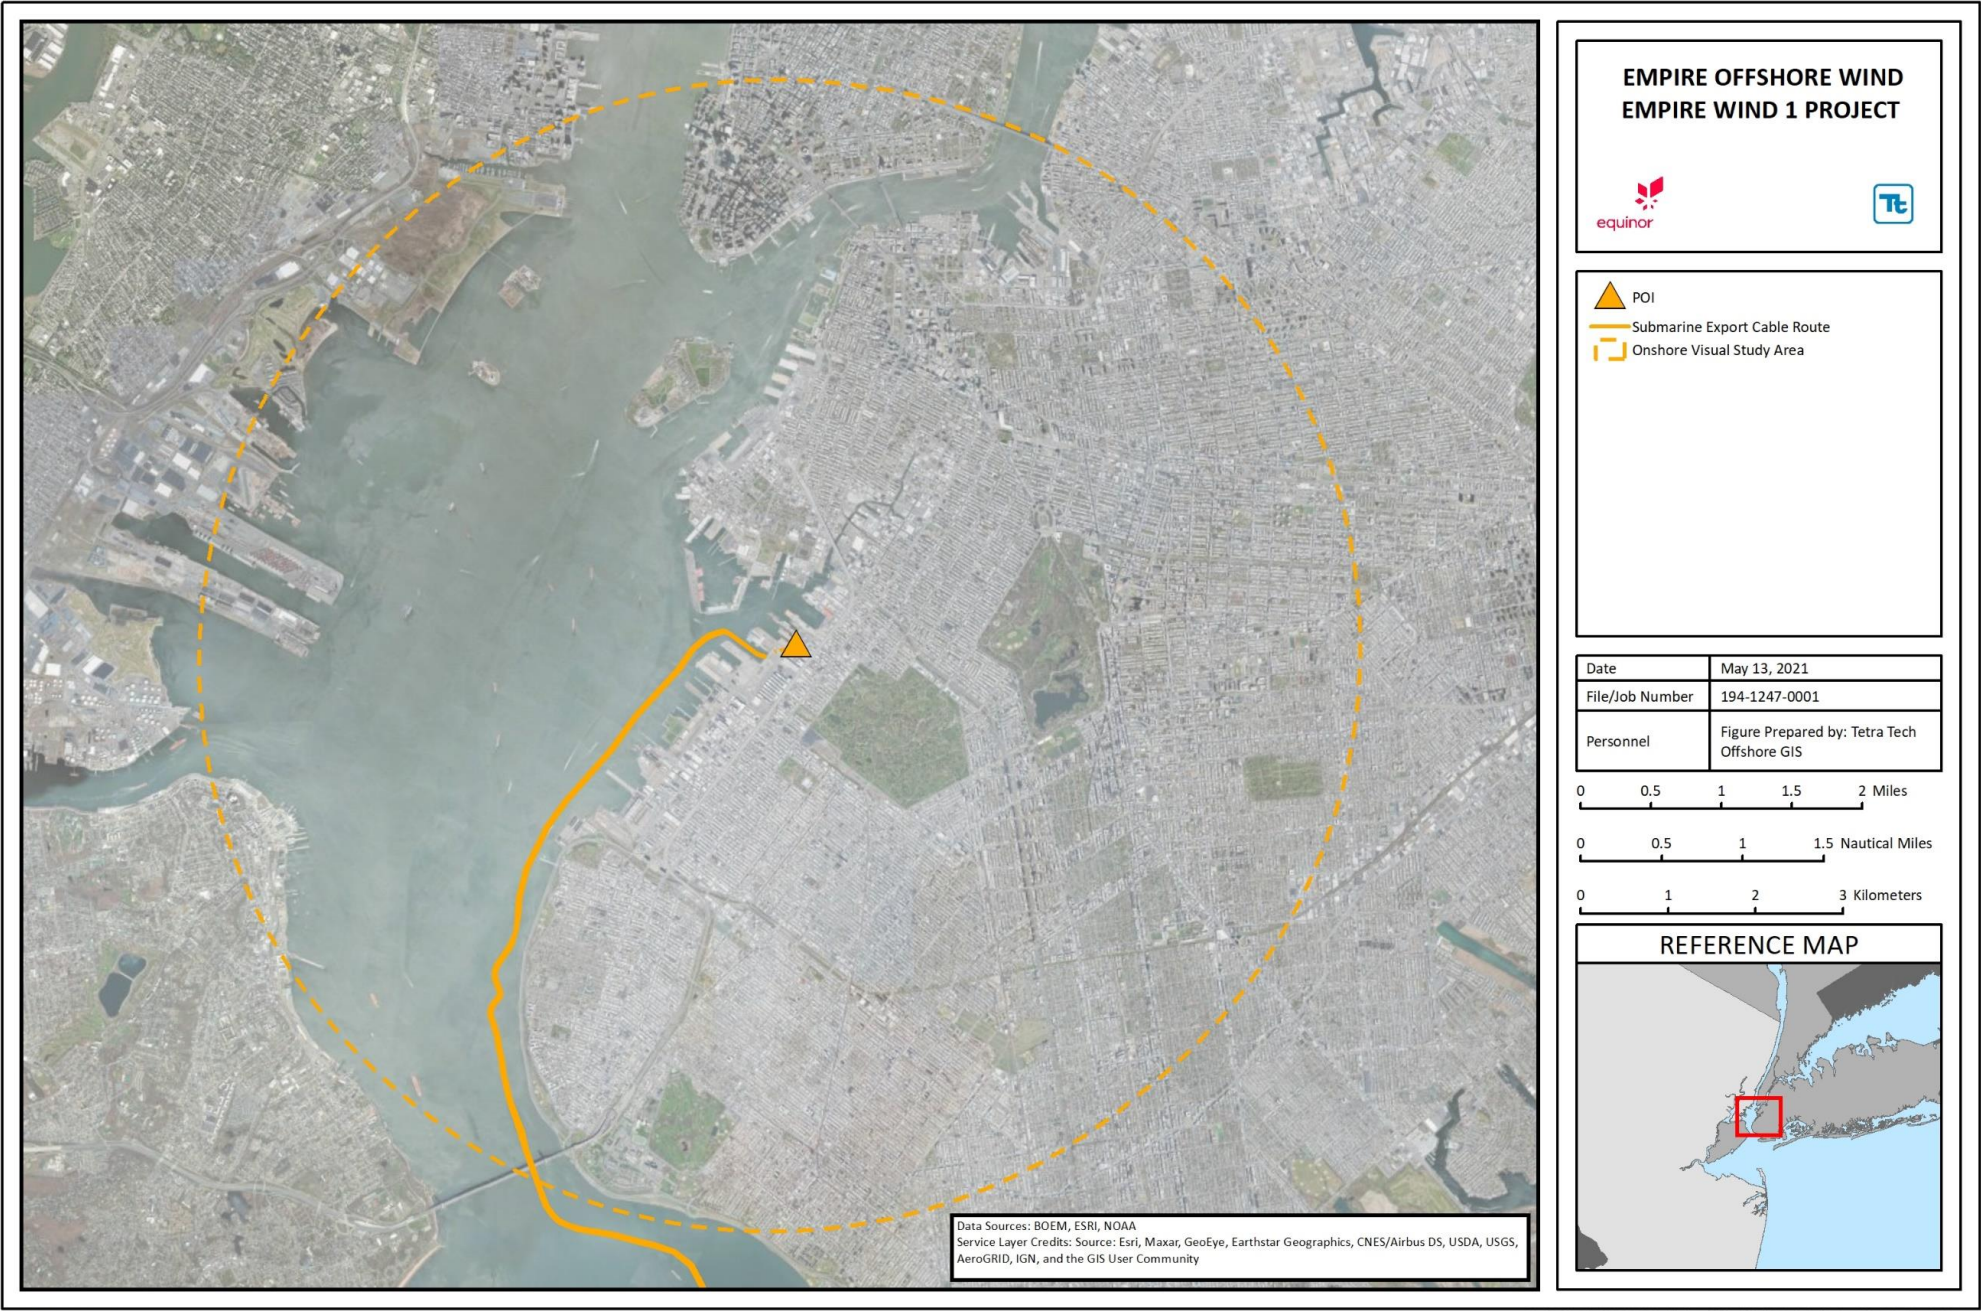 EMPIRE OFFSHORE WIND
EMPIRE WIND 1 PROJECT
equinor
Tt
POI
Submarine Export Cable Route
Onshore Visual Study Area
Date May 13, 2021
File/Job Number 194-1247-0001
Personnel Figure Prepared by: Tetra Tech
Offshore GIS
0 0.5 1 1.5 2 Miles
0 0.5 1 1.5 Nautical Miles
0 1 2 3 Kilometers
REFERENCE MAP
Data Sources: BOEM, ESRI, NOAA
Service Layer Credits: Source: Esri, Maxar, GeoEye, Earthstar Geographics, CNES/Airbus DS, USDA, USGS,
AeroGRID, IGN, and the GIS User Community